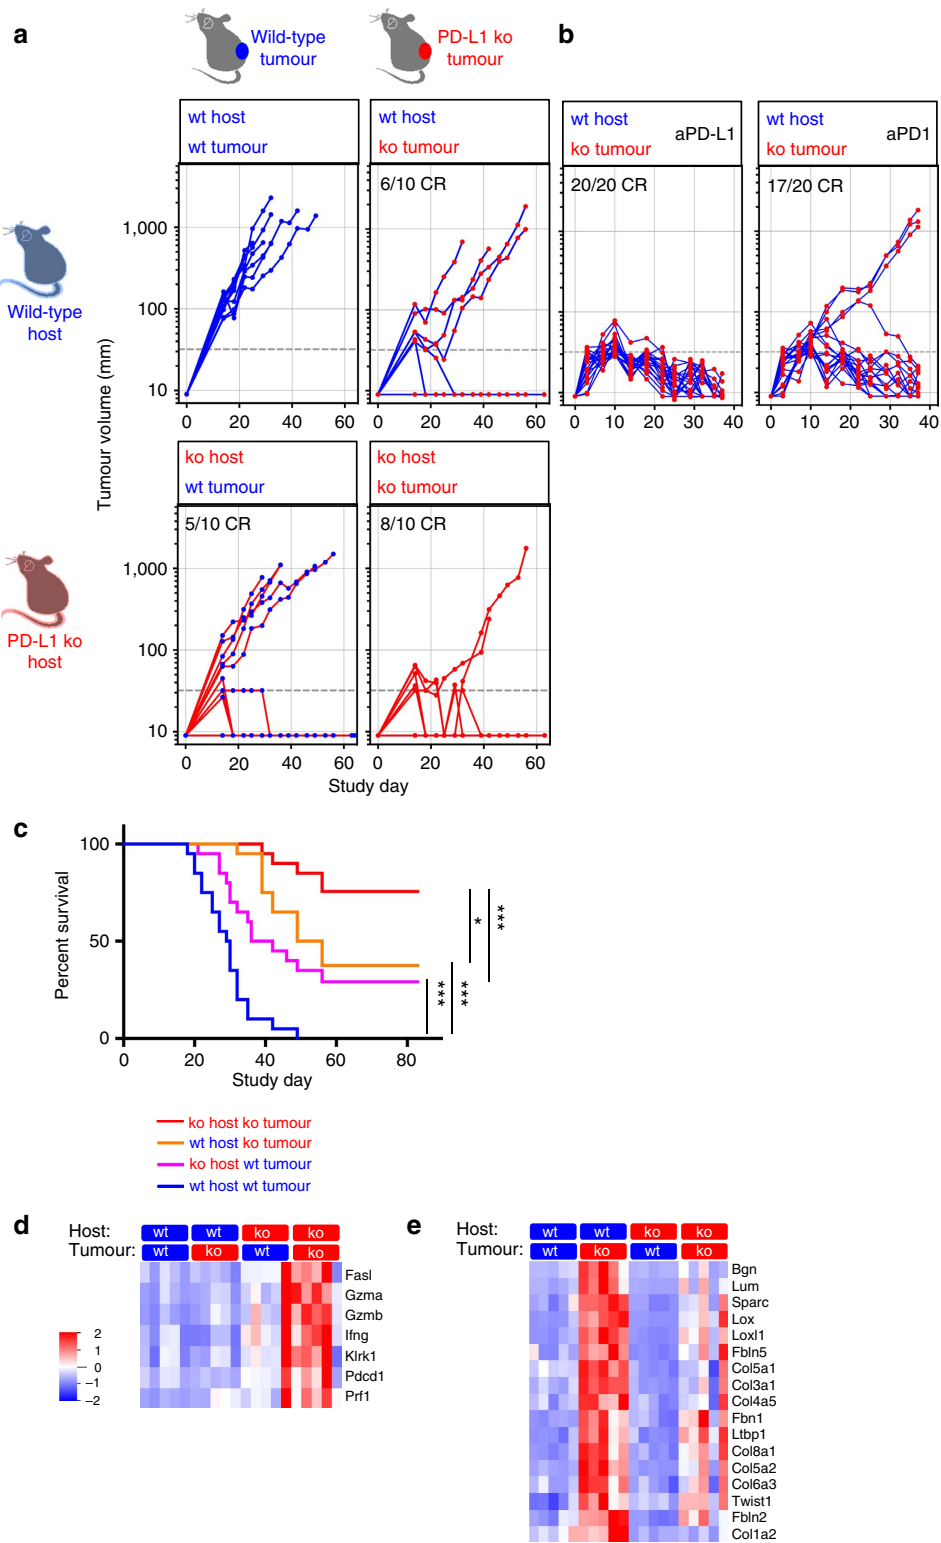 a
Wild-type
tumour
PD-L1 ko
tumour
b
wt host
wt tumour
wt host
ko tumour
wt host
aPD-L1
ko tumour
wt host
aPD1
ko tumour
6/10 CR
20/20 CR
17/20 CR
1,000
100
10
Wild-type
host
Tumour volume (mm)
0 20 40 60
0 20 40 60
0 10 20 30 40
0 10 20 30 40
ko host
wt tumour
ko host
ko tumour
5/10 CR
8/10 CR
1,000
100
10
PD-L1 ko
host
0 20 40 60
0 20 40 60
Study day
c
100
50
0
Percent survival
0 20 40 60 80
Study day
*
***
***
***
ko host ko tumour
wt host ko tumour
ko host wt tumour
wt host wt tumour
d
Host: wt wt ko ko
Tumour: wt ko wt ko
Fasl
Gzma
Gzmb
Ifng
Klrk1
Pdcd1
Prf1
2
1
0
−1
−2
e
Host: wt wt ko ko
Tumour: wt ko wt ko
Bgn
Lum
Sparc
Lox
Loxl1
Fbln5
Col5a1
Col3a1
Col4a5
Fbn1
Ltbp1
Col8a1
Col5a2
Col6a3
Twist1
Fbln2
Col1a2